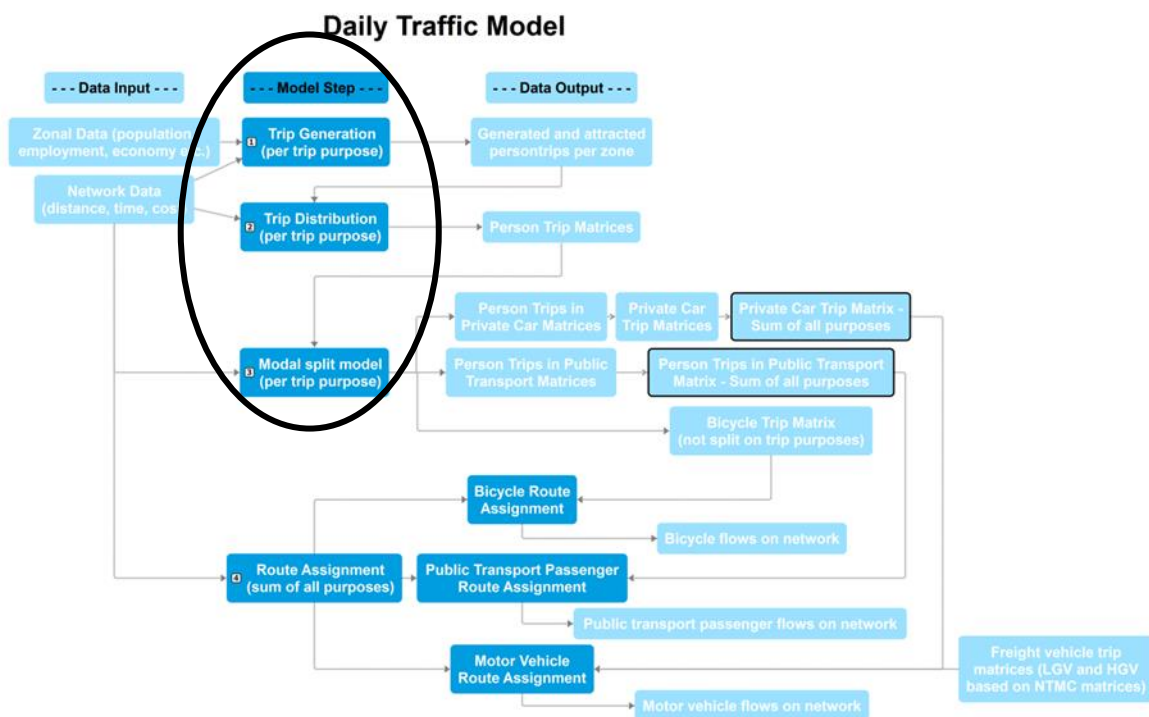 Daily Traffic Model
- - - Data Input - - -
- - - Model Step - - -
- - - Data Output - - -
Zonal Data (population
employment, economy etc.)
1
Trip Generation
(per trip purpose)
Generated and attracted
persontrips per zone
Network Data
(distance, time, cos
2
Trip Distribution
(per trip purpose)
Person Trip Matrices
Person Trips in
Private Car Matrices
Private Car
Trip Matrices
Private Car Trip Matrix -
Sum of all purposes
3
Modal split model
(per trip purpose)
Person Trips in Public
Transport Matrices
Person Trips in Public Transport
Matrix - Sum of all purposes
Bicycle Trip Matrix
(not split on trip purposes)
Bicycle Route
Assignment
Bicycle flows on network
4
Route Assignment
(sum of all purposes)
Public Transport Passenger
Route Assignment
Public transport passenger flows on network
Motor Vehicle
Route Assignment
Freight vehicle trip
matrices (LGV and HGV
based on NTMC matrices)
Motor vehicle flows on network